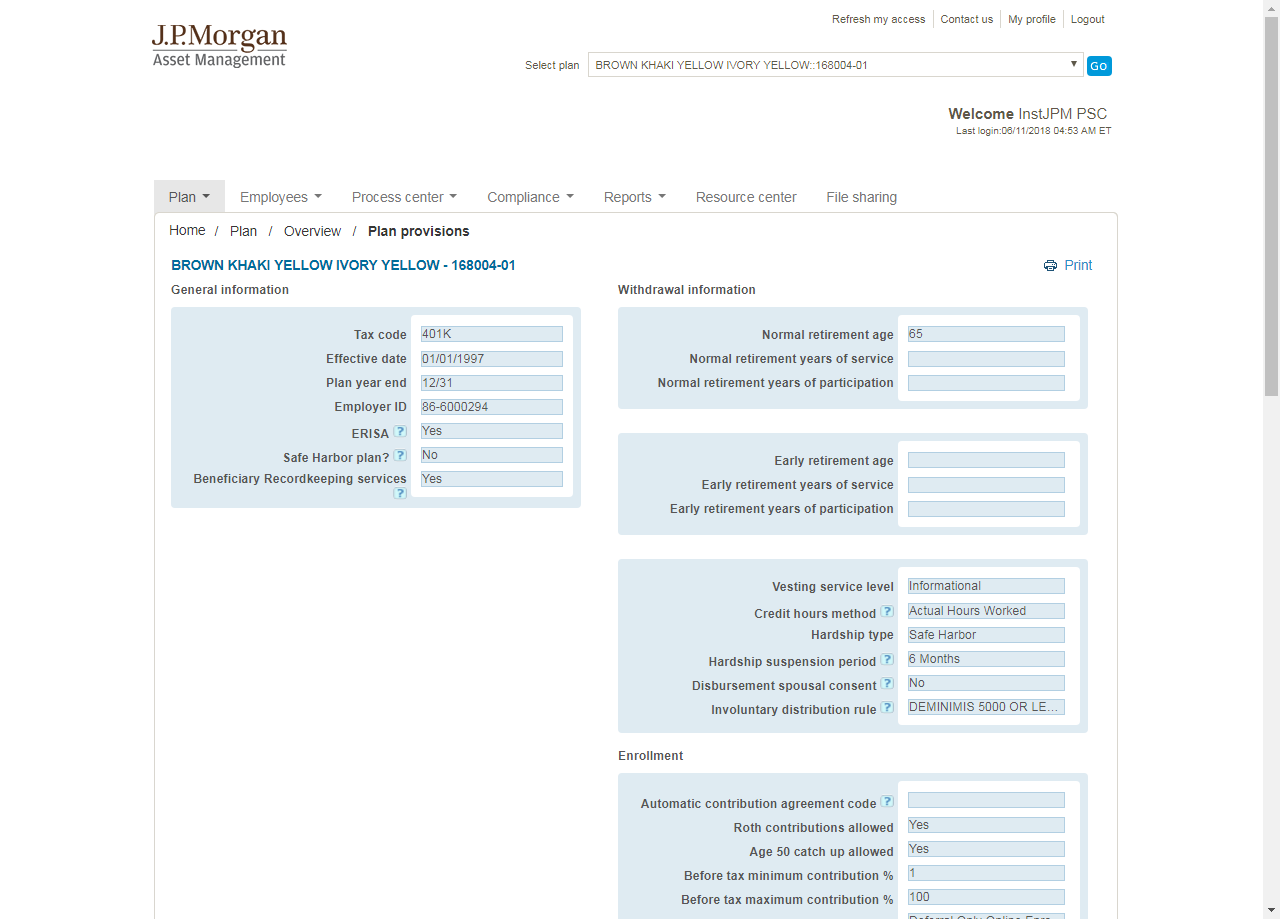 Refresh my access Contact us My profile Logout
J.P.Morgan
Asset Management
Select plan BROWN KHAKI YELLOW IVORY YELLOW::168004-01 Go
Welcome InstJPM PSC
Last login:06/11/2018 04:53 AM ET
Plan Employees Process center Compliance Reports Resource center File sharing
Home / Plan / Overview / Plan provisions
BROWN KHAKI YELLOW IVORY YELLOW - 168004-01
Print
General information
Tax code 401K
Effective date 01/01/1997
Plan year end 12/31
Employer ID 86-6000294
ERISA ? Yes
Safe Harbor plan? ? No
Beneficiary Recordkeeping services Yes
?
Withdrawal information
Normal retirement age 65
Normal retirement years of service
Normal retirement years of participation
Early retirement age
Early retirement years of service
Early retirement years of participation
Vesting service level Informational
Credit hours method ? Actual Hours Worked
Hardship type Safe Harbor
Hardship suspension period ? 6 Months
Disbursement spousal consent ? No
Involuntary distribution rule ? DEMINIMIS 5000 OR LE...
Enrollment
Automatic contribution agreement code ?
Roth contributions allowed Yes
Age 50 catch up allowed Yes
Before tax minimum contribution % 1
Before tax maximum contribution % 100